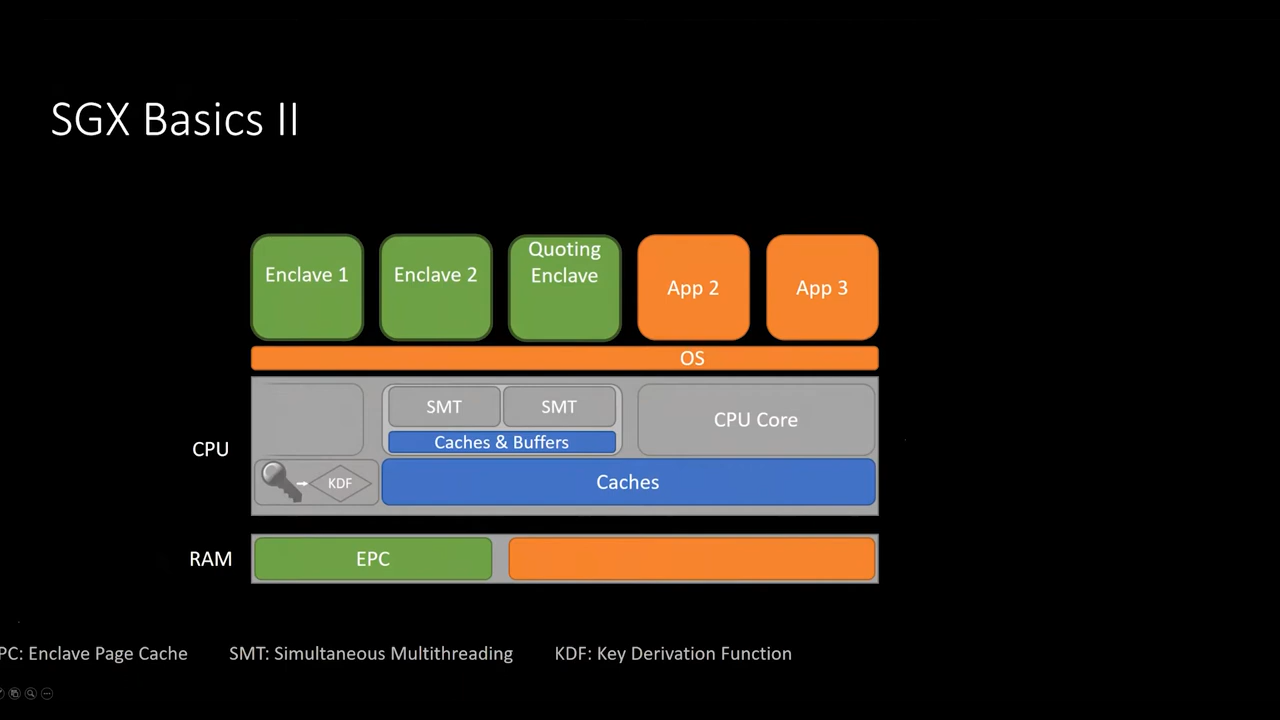 SGX Basics II
Enclave 1
Enclave 2
Quoting
Enclave
App 2
App 3
OS
CPU
SMT
SMT
CPU Core
Caches & Buffers
KDF
Caches
RAM
EPC
PC: Enclave Page Cache
SMT: Simultaneous Multithreading
KDF: Key Derivation Function